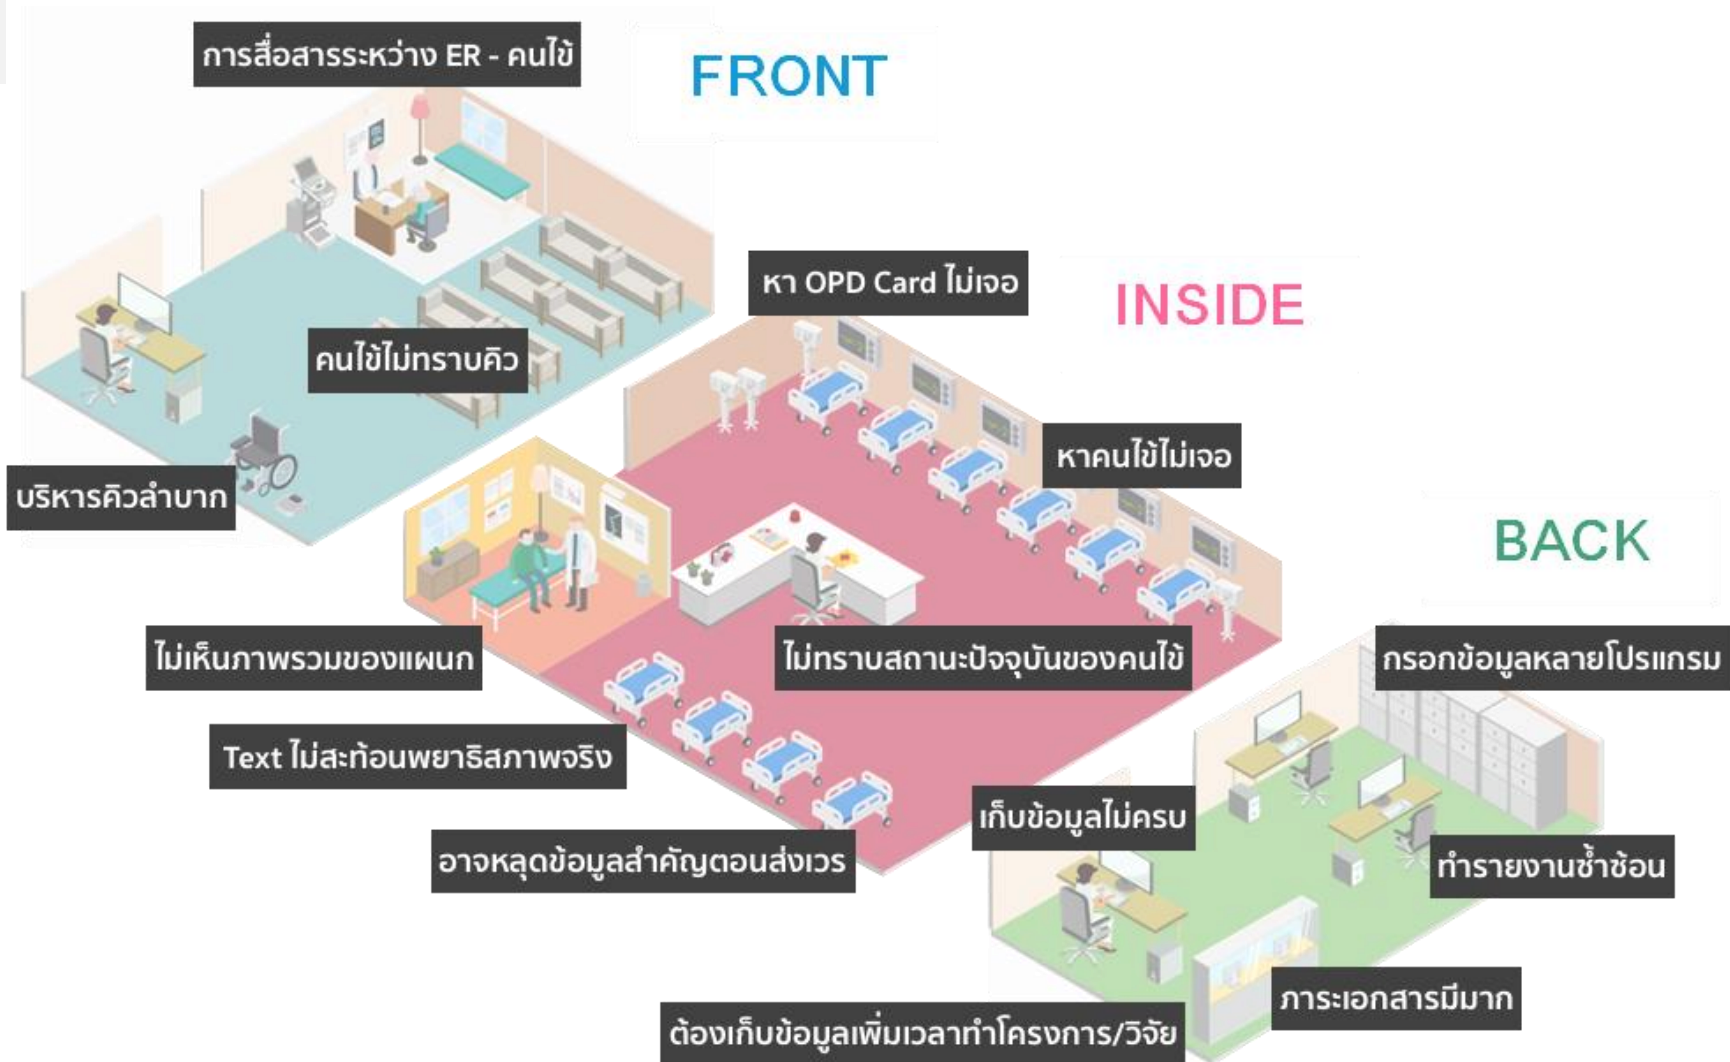 การสื่อสารระหว่าง ER - คนไข้
FRONT
คนไข้ไม่ทราบคิว
บริหารคิวลำบาก
หา OPD Card ไม่เจอ
INSIDE
หาคนไข้ไม่เจอ
ไม่เห็นภาพรวมของแผนก
ไม่ทราบสถานะปัจจุบันของคนไข้
Text ไม่สะท้อนพยาธิสภาพจริง
อาจหลุดข้อมูลสำคัญตอนส่งเวร
BACK
กรอกข้อมูลหลายโปรแกรม
เก็บข้อมูลไม่ครบ
ทำรายงานซ้ำซ้อน
ภาระเอกสารมีมาก
ต้องเก็บข้อมูลเพิ่มเวลาทำโครงการ/วิจัย